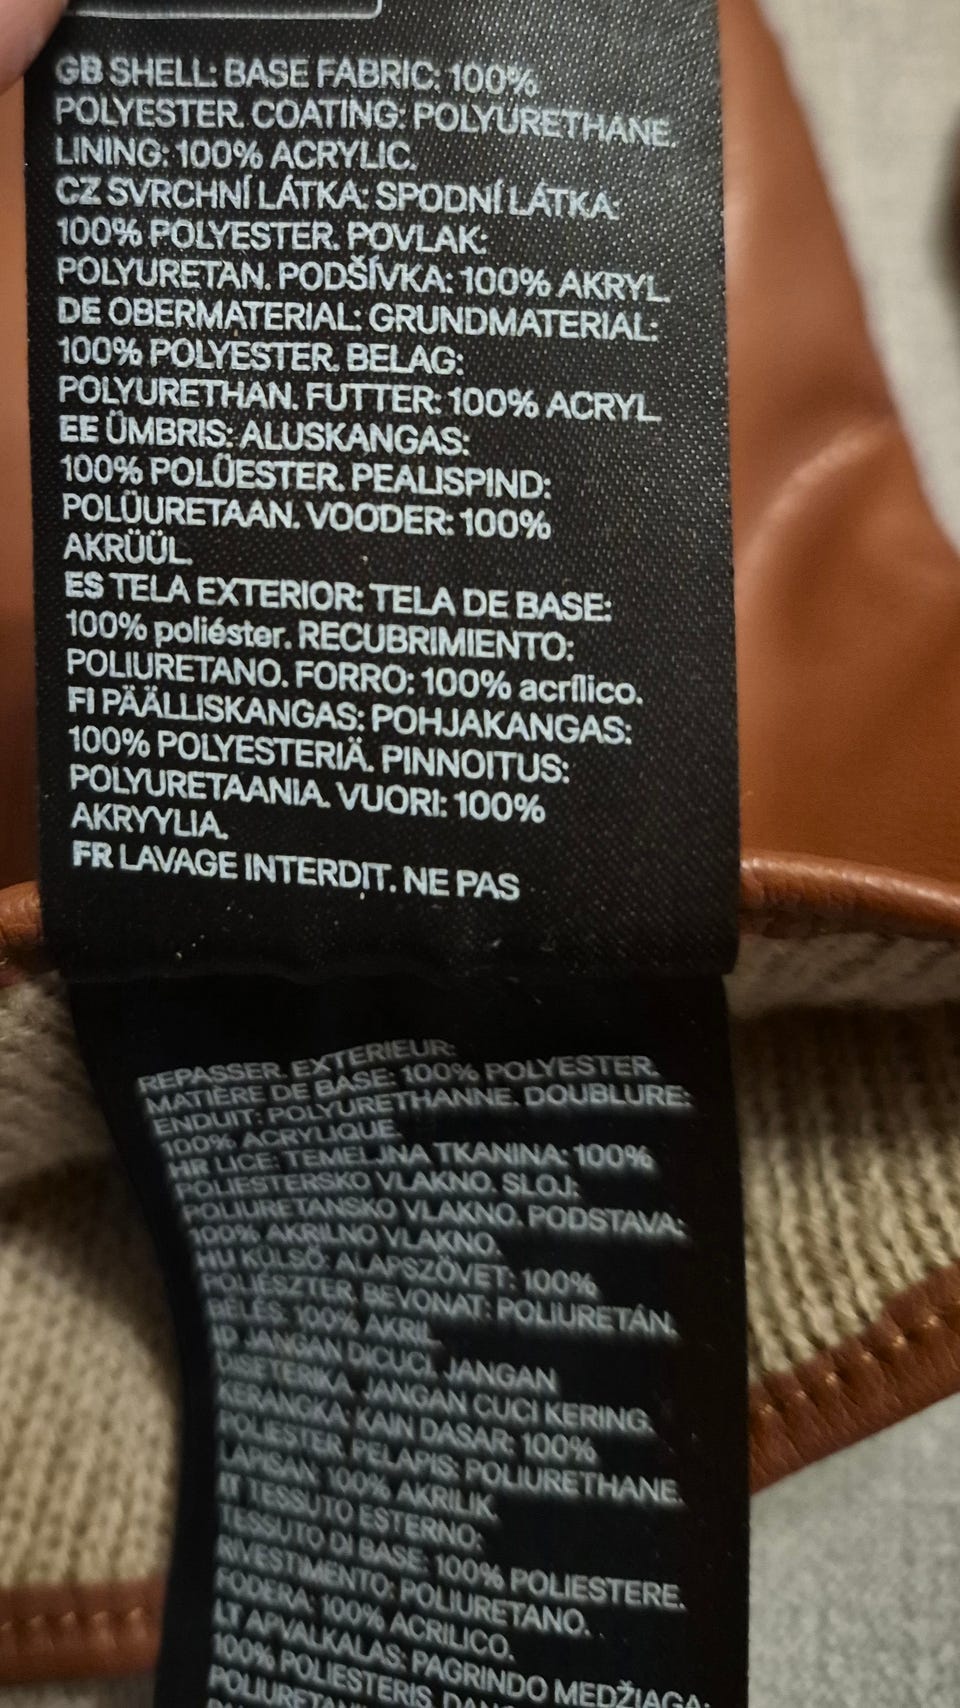 GB SHELL: BASE FABRIC: 100%
POLYESTER. COATING: POLYURETHANE.
LINING: 100% ACRYLIC.
CZ SVRCHNÍ LÁTKA: SPODNÍ LÁTKA:
100% POLYESTER. POVLAK:
POLYURETAN. PODŠÍVKA: 100% AKRYL.
DE OBERMATERIAL: GRUNDMATERIAL:
100% POLYESTER. BELAG:
POLYURETHAN. FUTTER: 100% ACRYL.
EE ÜMBRIS: ALUSKANGAS:
100% POLÜESTER. PEALISPIND:
POLÜURETAAN. VOODER: 100%
AKRÜÜL.
ES TELA EXTERIOR: TELA DE BASE:
100% poliéster. RECUBRIMIENTO:
POLIURETANO. FORRO: 100% acrílico.
FI PÄÄLLISKANGAS: POHJAKANGAS:
100% POLYESTERIÄ. PINNOITUS:
POLYURETAANIA. VUORI: 100%
AKRYYLIA.
FR LAVAGE INTERDIT. NE PAS
REPASSER. EXTERIEUR:
MATIÈRE DE BASE: 100% POLYESTER.
ENDUIT: POLYURETHANNE. DOUBLURE:
100% ACRYLIQUE.
HR LICE: TEMELJNA TKANINA: 100%
POLIESTERSKO VLAKNO. SLOJ:
POLIURETANSKO VLAKNO. PODSTAVA:
100% AKRILNO VLAKNO.
HU KÜLSŐ: ALAPSZÖVET: 100%
POLIÉSZTER. BEVONAT: POLIURETÁN.
BÉLÉS: 100% AKRIL.
ID JANGAN DICUCI. JANGAN
DISETERIKA. JANGAN CUCI KERING.
KERANGKA: KAIN DASAR: 100%
POLIESTER. PELAPIS: POLIURETHANE.
LAPISAN: 100% AKRILIK.
IT TESSUTO ESTERNO:
TESSUTO DI BASE: 100% POLIESTERE.
RIVESTIMENTO: POLIURETANO.
FODERA: 100% ACRILICO.
LT APVALKALAS: PAGRINDO MEDŽIAGA:
100% POLIESTERIS.